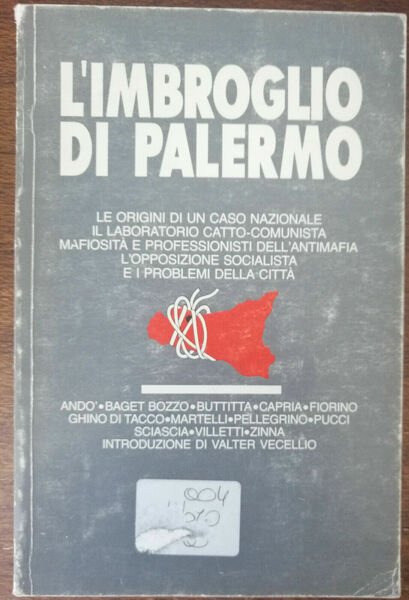 L'IMBROGLIO
DI PALERMO
LE ORIGINI DI UN CASO NAZIONALE
IL LABORATORIO CATTO-COMUNISTA
MAFIOSITÀ E PROFESSIONISTI DELL'ANTIMAFIA
L'OPPOSIZIONE SOCIALISTA
E I PROBLEMI DELLA CITTÀ
ANDO'•BAGET BOZZO•BUTTITTA•CAPRIA•FIORINO
GHINO DI TACCO•MARTELLI•PELLEGRINO•PUCCI
SCIASCIA•VILLETTI•ZINNA
INTRODUZIONE DI VALTER VECELLIO
004